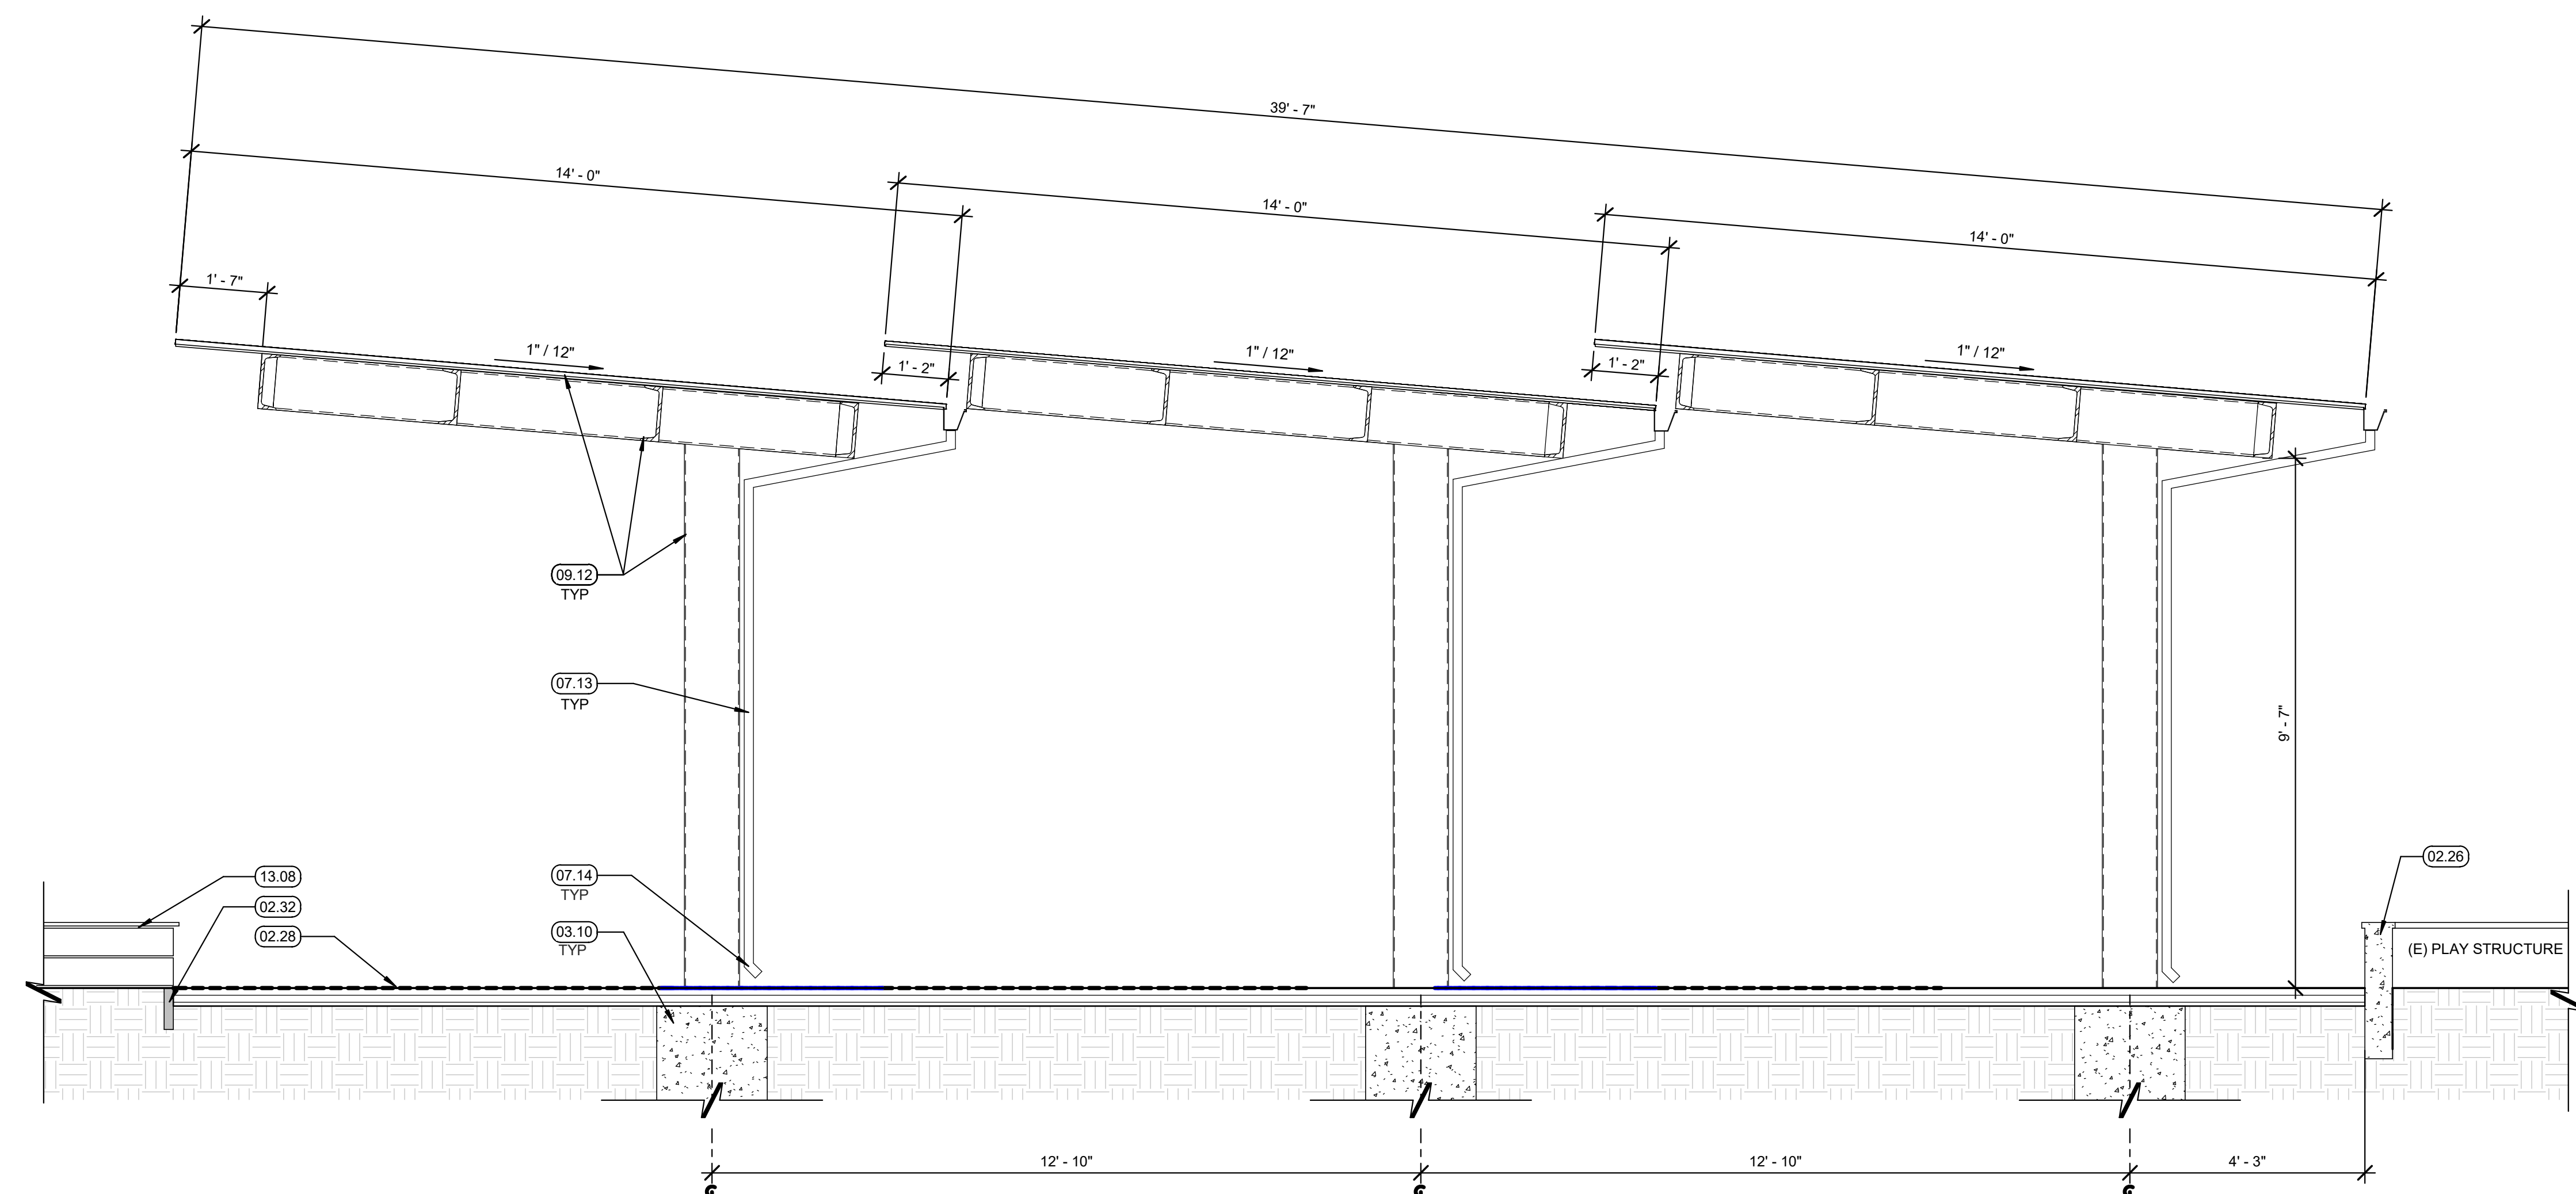 39' - 7"
14' - 0"
14' - 0"
14' - 0"
1' - 7"
1" / 12"
1' - 2"
1" / 12"
1' - 2"
1" / 12"
09.12
TYP
07.13
TYP
9' - 7"
02.26
13.08
07.14
TYP
02.32
02.28
03.10
TYP
(E) PLAY STRUCTURE
12' - 10"
12' - 10"
4' - 3"